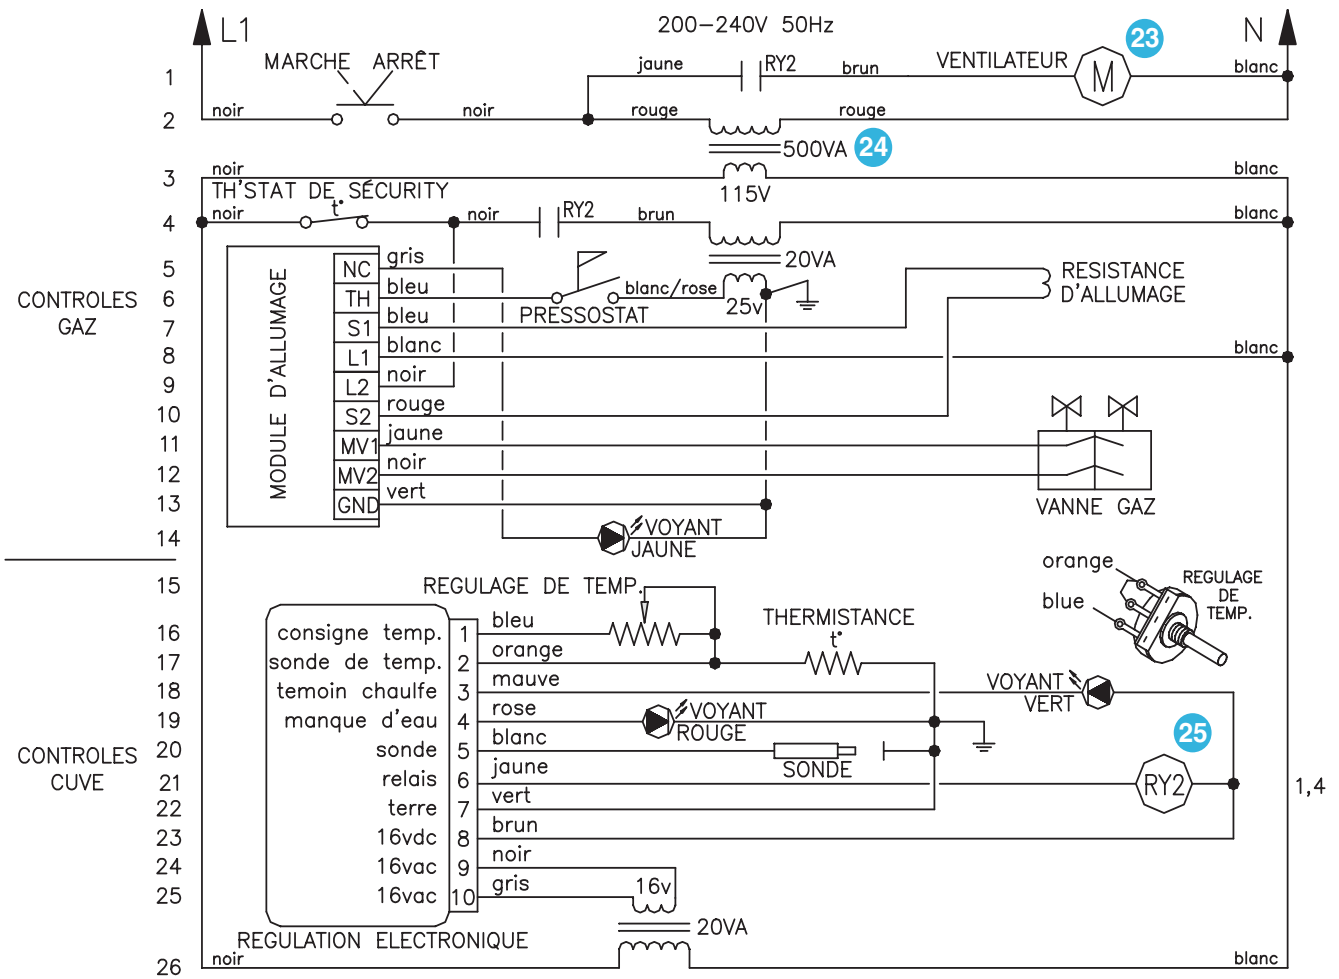 L1
200-240V 50Hz
N
23
MARCHE ARRÊT
jaune
RY2
brun
VENTILATEUR
M
blanc
1
noir
noir
rouge
rouge
2
500VA
24
noir
blanc
3
TH'STAT DE SÉCURITY
115V
t°
noir
noir
RY2
brun
blanc
4
20VA
gris
NC
5
RESISTANCE
D'ALLUMAGE
CONTROLES
GAZ
bleu
TH
6
blanc/rose
25v
PRESSOSTAT
bleu
S1
7
MODULE D'ALLUMAGE
blanc
L1
8
blanc
noir
L2
9
rouge
S2
10
jaune
MV1
11
noir
MV2
12
vert
GND
13
VANNE GAZ
VOYANT
JAUNE
14
orange
blue
REGULAGE
DE
TEMP.
15
REGULAGE DE TEMP.
THERMISTANCE
t°
16
consigne temp.
1
bleu
17
sonde de temp.
2
orange
18
temoin chaulfe
3
mauve
VOYANT
VERT
19
manque d'eau
4
rose
VOYANT
ROUGE
25
CONTROLES
CUVE
20
sonde
5
blanc
SONDE
21
relais
6
jaune
RY2
1,4
22
terre
7
vert
23
16vdc
8
brun
24
16vac
9
noir
25
16vac
10
gris
16v
20VA
REGULATION ELECTRONIQUE
26
noir
blanc